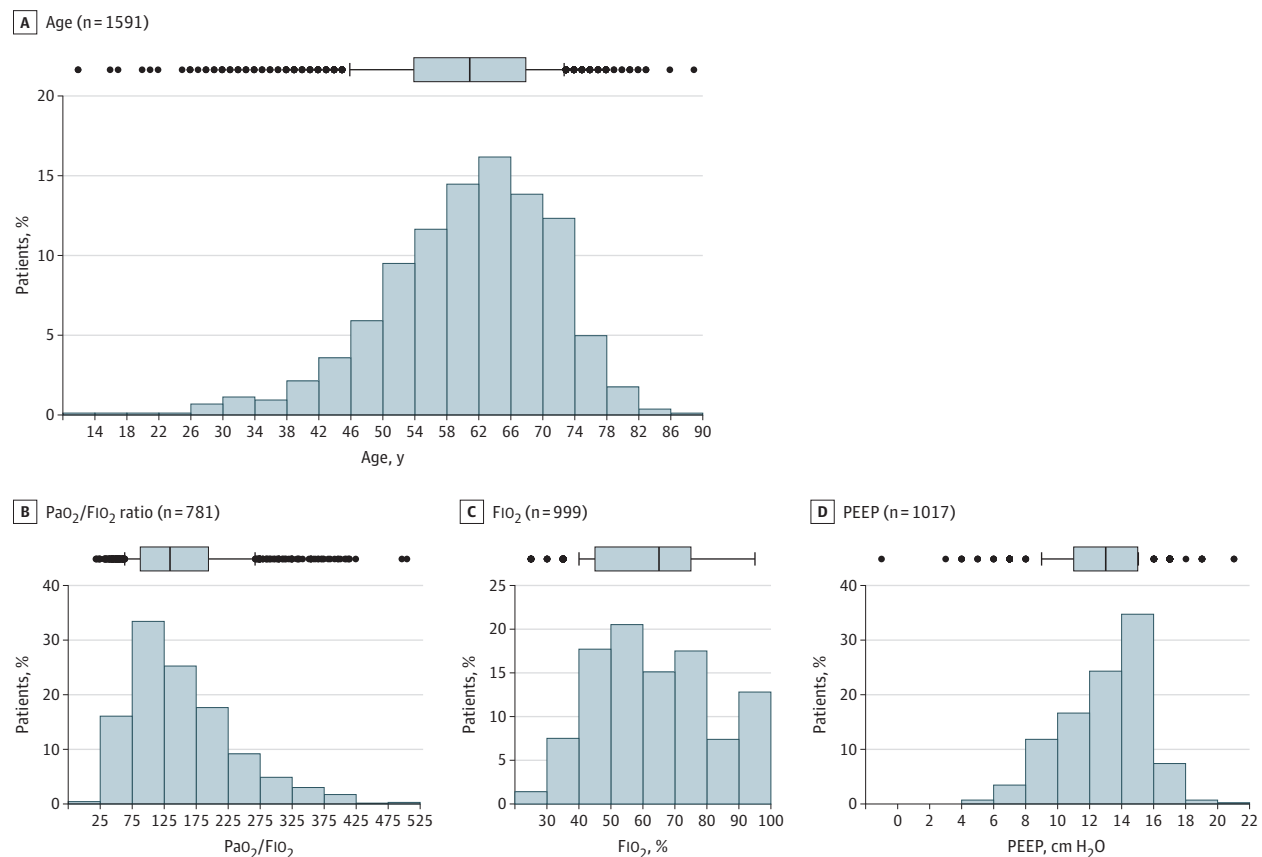 A Age (n = 1591)
20
15
10
5
0
Patients, %
14 18 22 26 30 34 38 42 46 50 54 58 62 66 70 74 78 82 86 90
Age, y
B PaO2/FIO2 ratio (n = 781)
40
30
20
10
0
Patients, %
25 75 125 175 225 275 325 375 425 475 525
PaO2/FIO2
C FIO2 (n = 999)
25
20
15
10
5
0
Patients, %
30 40 50 60 70 80 90 100
FIO2, %
D PEEP (n = 1017)
40
30
20
10
0
Patients, %
0 2 4 6 8 10 12 14 16 18 20 22
PEEP, cm H2O